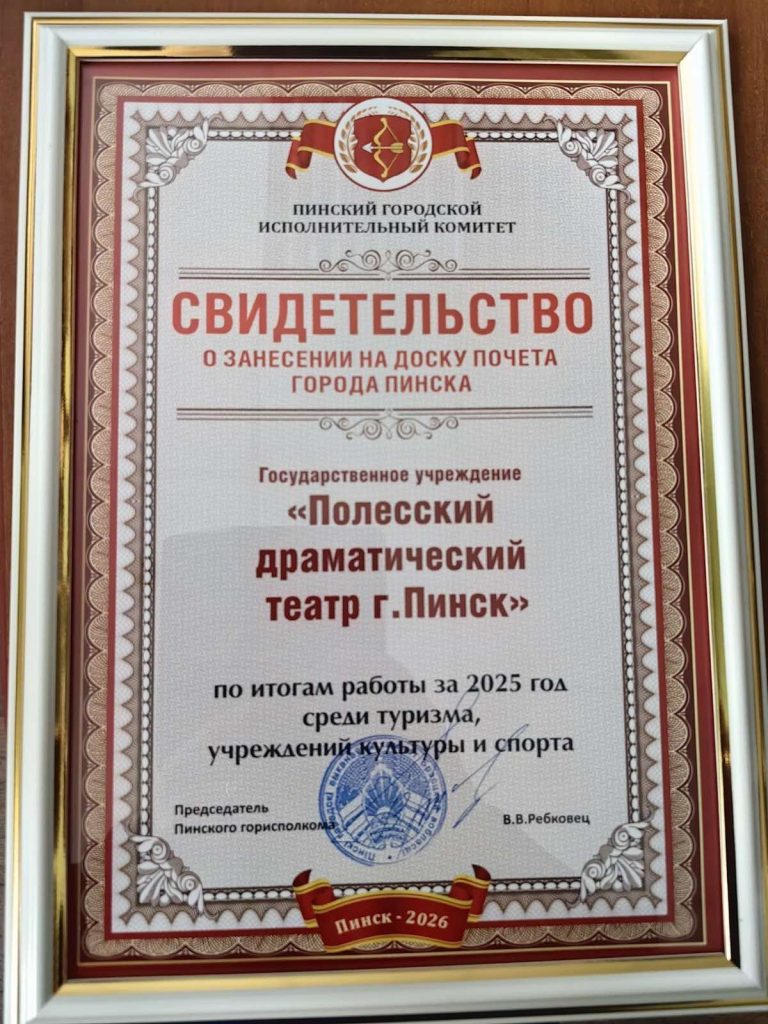 ПИНСКИЙ ГОРОДСКОЙ
ИСПОЛНИТЕЛЬНЫЙ КОМИТЕТ
СВИДЕТЕЛЬСТВО
О ЗАНЕСЕНИИ НА ДОСКУ ПОЧЕТА
ГОРОДА ПИНСКА
Государственное учреждение
«Полесский
драматический
театр г.Пинск»
по итогам работы за 2025 год
среди туризма,
учреждений культуры и спорта
Председатель
Пинского горисполкома
В.В.Ребковец
Пинск - 2026